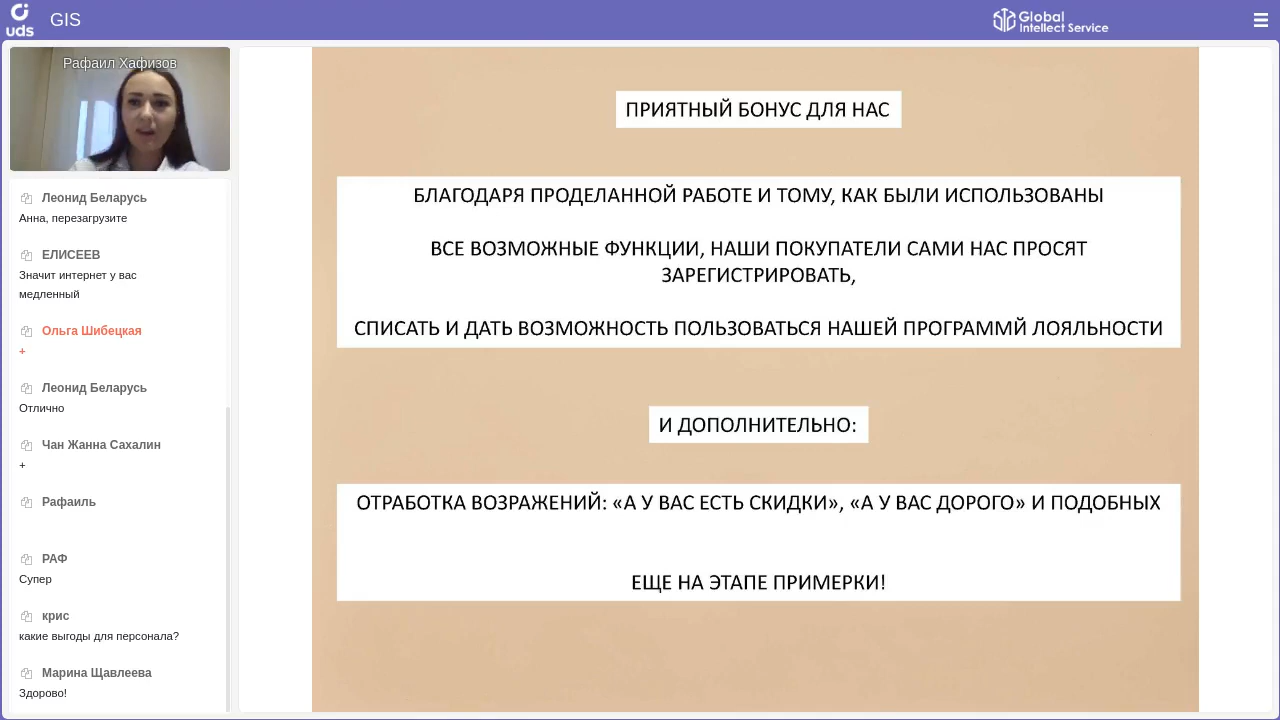 uds
GIS
Global
Intellect Service
Рафаил Хафизов
Леонид Беларусь
Анна, перезагрузите
ЕЛИСЕЕВ
Значит интернет у вас
медленный
Ольга Шибецкая
+
Леонид Беларусь
Отлично
Чан Жанна Сахалин
+
Рафаиль
РАФ
Супер
крис
какие выгоды для персонала?
Марина Щавлеева
Здорово!
ПРИЯТНЫЙ БОНУС ДЛЯ НАС
БЛАГОДАРЯ ПРОДЕЛАННОЙ РАБОТЕ И ТОМУ, КАК БЫЛИ ИСПОЛЬЗОВАНЫ
ВСЕ ВОЗМОЖНЫЕ ФУНКЦИИ, НАШИ ПОКУПАТЕЛИ САМИ НАС ПРОСЯТ
ЗАРЕГИСТРИРОВАТЬ,
СПИСАТЬ И ДАТЬ ВОЗМОЖНОСТЬ ПОЛЬЗОВАТЬСЯ НАШЕЙ ПРОГРАММЙ ЛОЯЛЬНОСТИ
И ДОПОЛНИТЕЛЬНО:
ОТРАБОТКА ВОЗРАЖЕНИЙ: «А У ВАС ЕСТЬ СКИДКИ», «А У ВАС ДОРОГО» И ПОДОБНЫХ
ЕЩЕ НА ЭТАПЕ ПРИМЕРКИ!